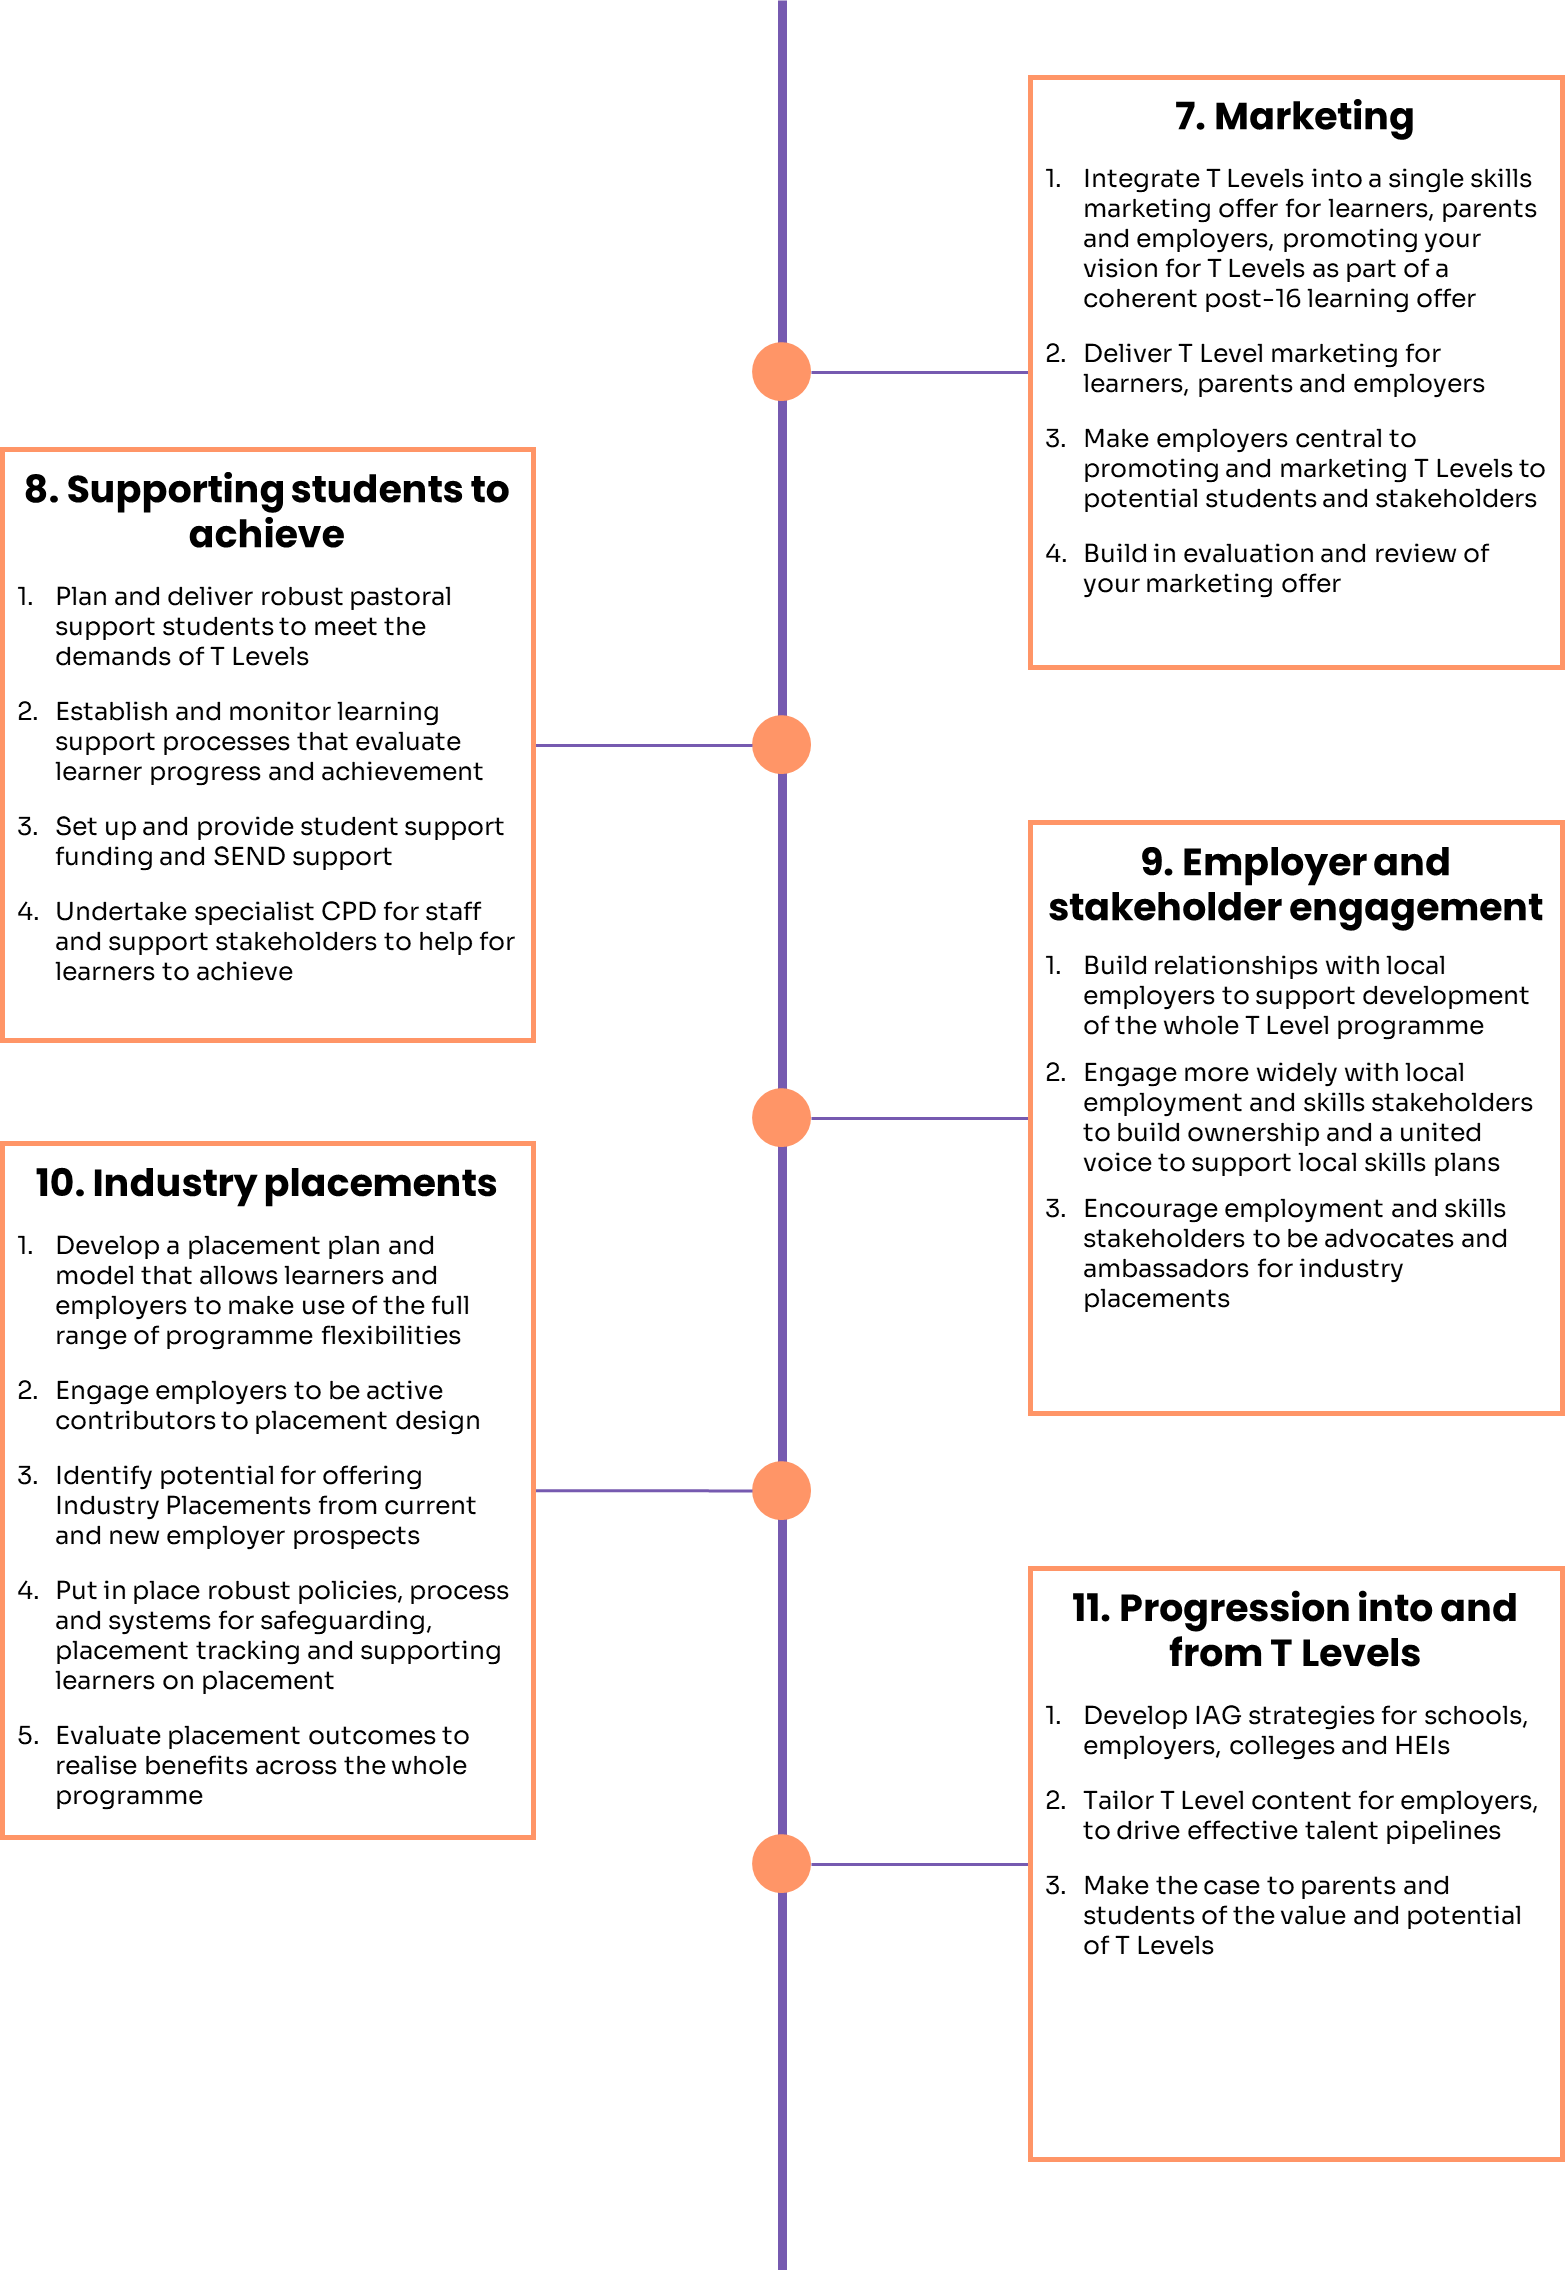 7. Marketing
1. Integrate T Levels into a single skills
marketing offer for learners, parents
and employers, promoting your
vision for T Levels as part of a
coherent post-16 learning offer
2. Deliver T Level marketing for
learners, parents and employers
3. Make employers central to
promoting and marketing T Levels to
potential students and stakeholders
4. Build in evaluation and review of
your marketing offer
8. Supporting students to
achieve
1. Plan and deliver robust pastoral
support students to meet the
demands of T Levels
2. Establish and monitor learning
support processes that evaluate
learner progress and achievement
3. Set up and provide student support
funding and SEND support
4. Undertake specialist CPD for staff
and support stakeholders to help for
learners to achieve
9. Employer and
stakeholder engagement
1. Build relationships with local
employers to support development
of the whole T Level programme
2. Engage more widely with local
employment and skills stakeholders
to build ownership and a united
voice to support local skills plans
3. Encourage employment and skills
stakeholders to be advocates and
ambassadors for industry
placements
10. Industry placements
1. Develop a placement plan and
model that allows learners and
employers to make use of the full
range of programme flexibilities
2. Engage employers to be active
contributors to placement design
3. Identify potential for offering
Industry Placements from current
and new employer prospects
4. Put in place robust policies, process
and systems for safeguarding,
placement tracking and supporting
learners on placement
5. Evaluate placement outcomes to
realise benefits across the whole
programme
11. Progression into and
from T Levels
1. Develop IAG strategies for schools,
employers, colleges and HEIs
2. Tailor T Level content for employers,
to drive effective talent pipelines
3. Make the case to parents and
students of the value and potential
of T Levels